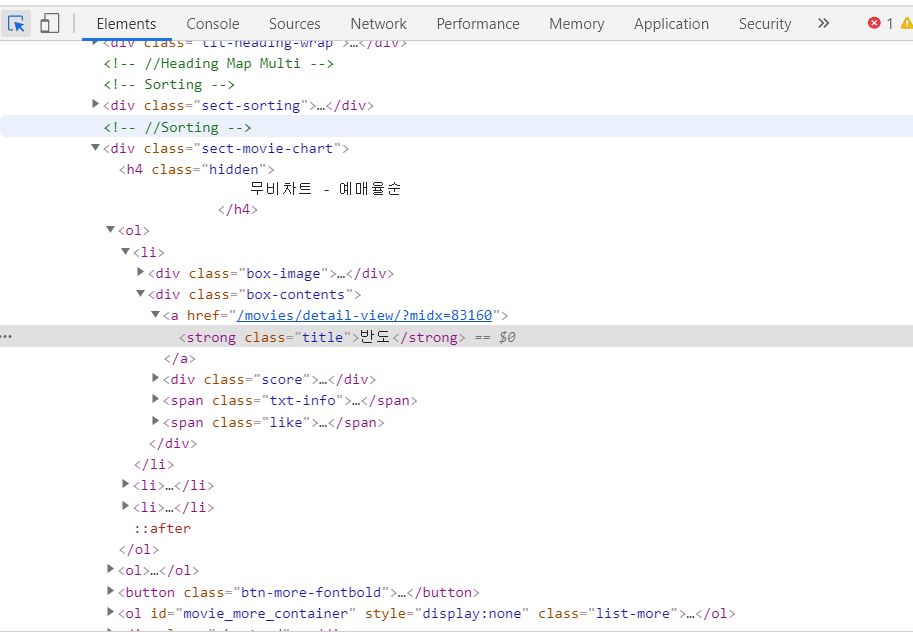 Elements Console Sources Network Performance Memory Application Security » 1
<div class="tit-heading-wrap">…</div>
<!-- //Heading Map Multi -->
<!-- Sorting -->
<div class="sect-sorting">…</div>
<!-- //Sorting -->
<div class="sect-movie-chart">
<h4 class="hidden">
무비차트 - 예매율순
</h4>
<ol>
<li>
<div class="box-image">…</div>
<div class="box-contents">
<a href="/movies/detail-view/?midx=83160">
<strong class="title">반도</strong> == $0
</a>
<div class="score">…</div>
<span class="txt-info">…</span>
<span class="like">…</span>
</div>
</li>
<li>…</li>
<li>…</li>
::after
</ol>
<ol>…</ol>
<button class="btn-more-fontbold">…</button>
<ol id="movie_more_container" style="display:none" class="list-more">…</ol>